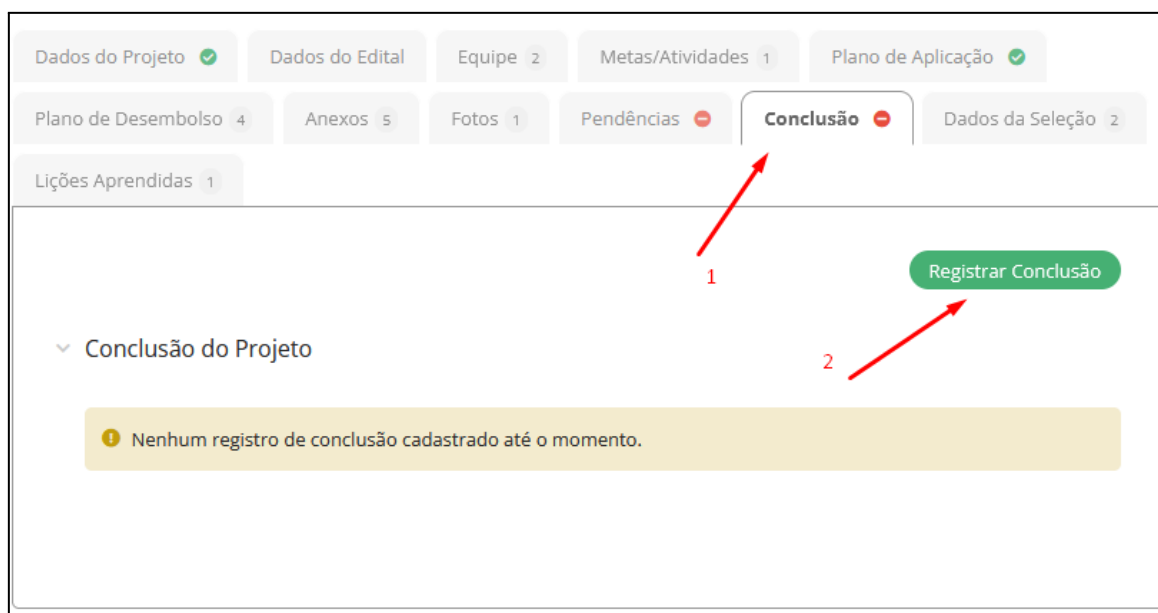 Dados do Projeto Dados do Edital Equipe 2 Metas/Atividades 1 Plano de Aplicação
Plano de Desembolso 4 Anexos 5 Fotos 1 Pendências Conclusão Dados da Seleção 2
Lições Aprendidas 1
Registrar Conclusão
1
Conclusão do Projeto
2
Nenhum registro de conclusão cadastrado até o momento.